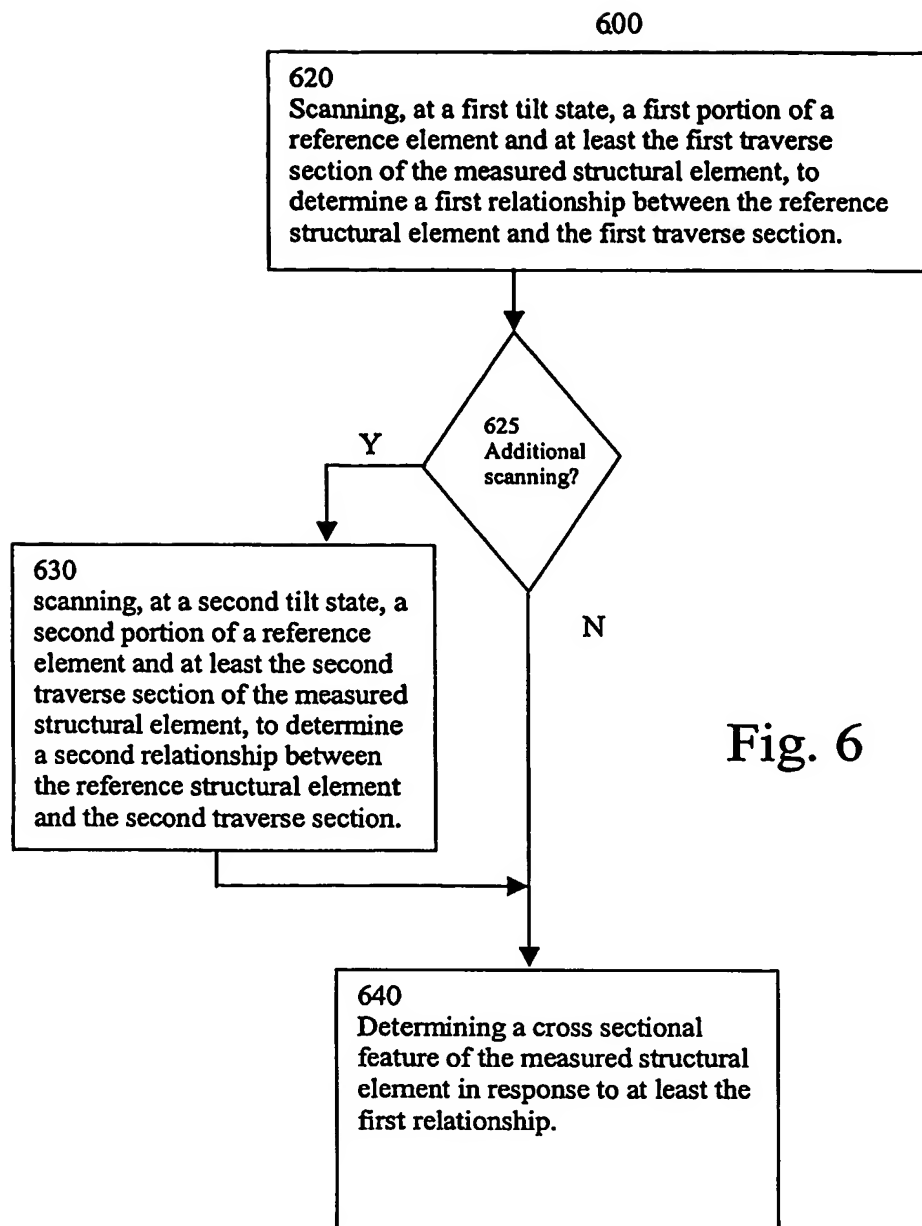 600
620
Scanning, at a first tilt state, a first portion of a
reference element and at least the first traverse
section of the measured structural element, to
determine a first relationship between the reference
structural element and the first traverse section.
625
Additional
scanning?
Y
N
630
scanning, at a second tilt state, a
second portion of a reference
element and at least the second
traverse section of the measured
structural element, to determine
a second relationship between
the reference structural element
and the second traverse section.
Fig. 6
640
Determining a cross sectional
feature of the measured structural
element in response to at least the
first relationship.